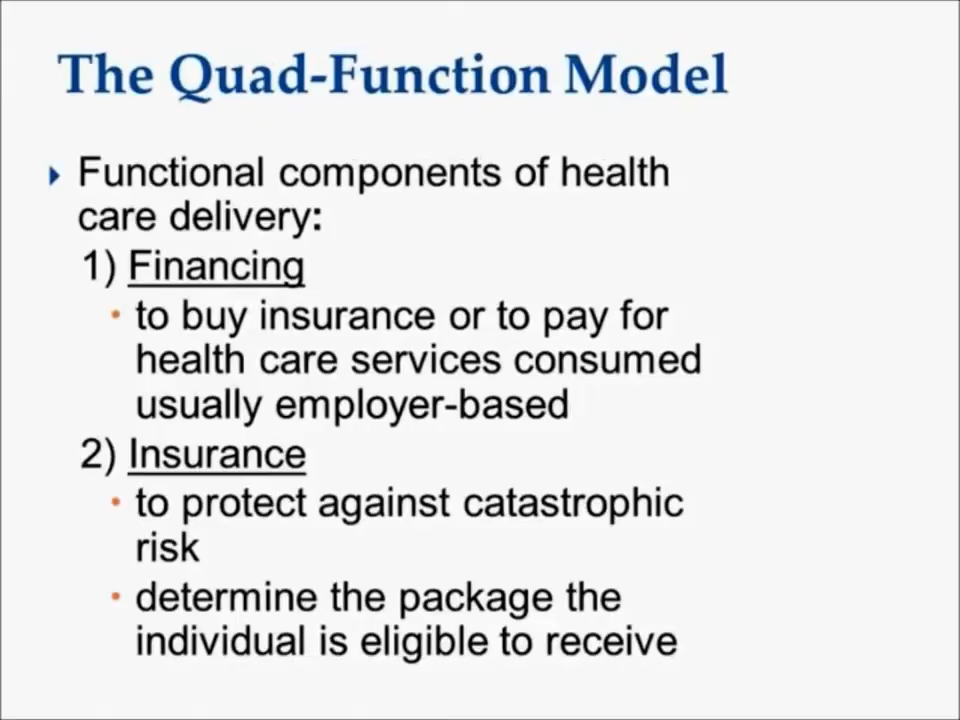 The Quad-Function Model
Functional components of health
care delivery:
1) Financing
• to buy insurance or to pay for
health care services consumed
usually employer-based
2) Insurance
• to protect against catastrophic
risk
• determine the package the
individual is eligible to receive